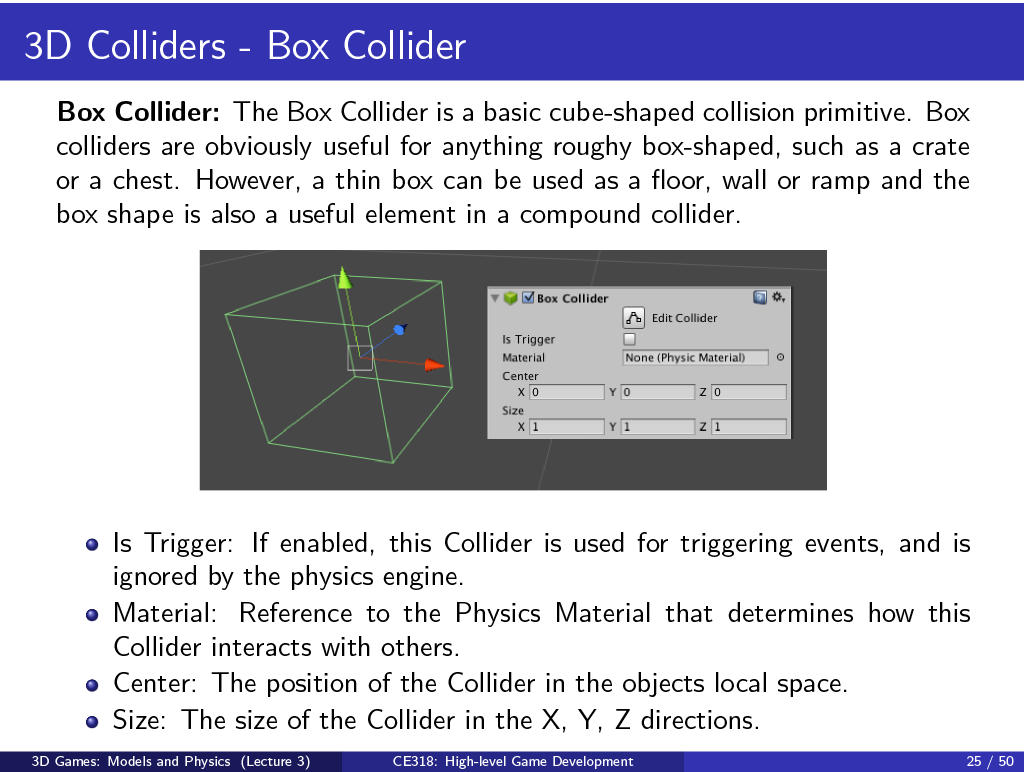 3D Colliders - Box Collider
Box Collider: The Box Collider is a basic cube-shaped collision primitive. Box
colliders are obviously useful for anything roughy box-shaped, such as a crate
or a chest. However, a thin box can be used as a floor, wall or ramp and the
box shape is also a useful element in a compound collider.
Box Collider
Edit Collider
Is Trigger
Material None (Physic Material)
Center
X 0 Y 0 Z 0
Size
X 1 Y 1 Z 1
Is Trigger: If enabled, this Collider is used for triggering events, and is
ignored by the physics engine.
Material: Reference to the Physics Material that determines how this
Collider interacts with others.
Center: The position of the Collider in the objects local space.
Size: The size of the Collider in the X, Y, Z directions.
3D Games: Models and Physics (Lecture 3) CE318: High-level Game Development 25 / 50